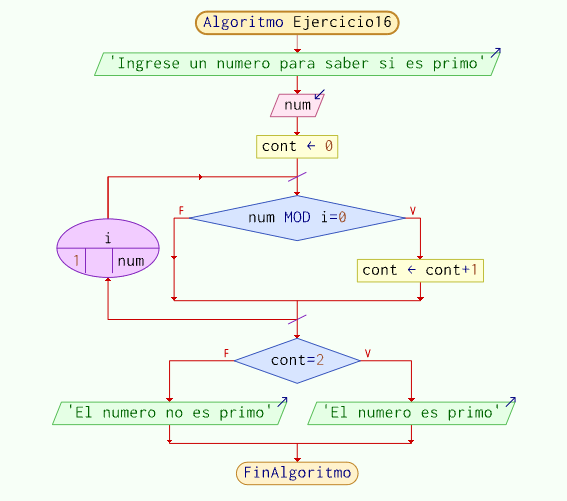 Algoritmo Ejercicio16
'Ingrese un numero para saber si es primo'
num
cont ← 0
F
num MOD i=0
V
i
1
num
cont ← cont+1
F
cont=2
V
'El numero no es primo'
'El numero es primo'
FinAlgoritmo